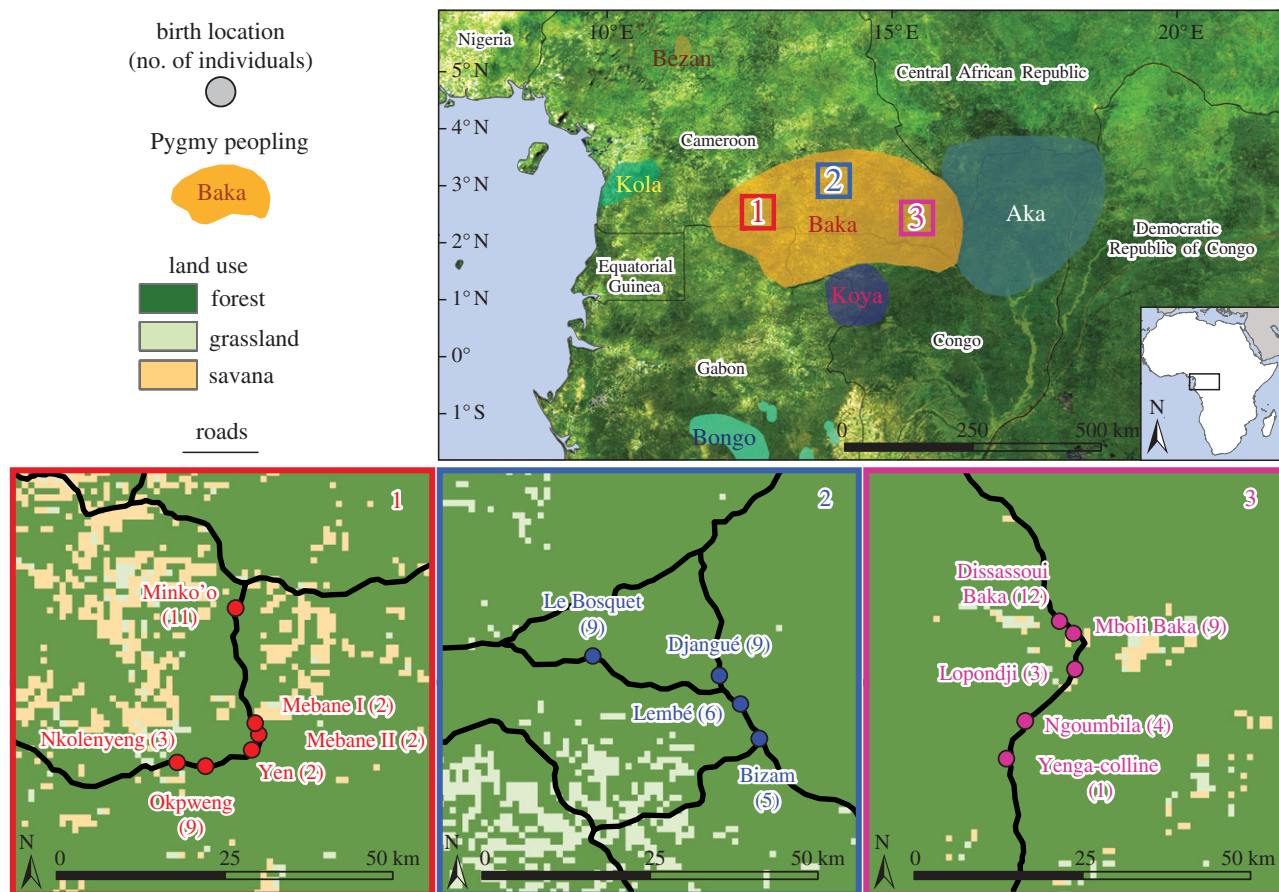 birth location
(no. of individuals)
Pygmy peopling
Baka
land use
forest
grassland
savana
roads
10°E
15°E
20°E
Nigeria
Bezan
5° N
Central African Republic
4° N
Cameroon
Kola
3° N
1
2
3
Baka
Aka
2° N
Democratic
Republic of Congo
Equatorial
Guinea
1° N
Koya
0°
Gabon
Congo
1° S
Bongo
0
250
500 km
N
1
Minko’o
(11)
Mebane I (2)
Mebane II (2)
Nkolenyeng (3)
Yen (2)
Okpweng
(9)
N
0
25
50 km
2
Le Bosquet
(9)
Djangué (9)
Lembé (6)
Bizam
(5)
N
0
25
50 km
3
Dissassoui
Baka (12)
Mboli Baka (9)
Lopondji (3)
Ngoumbila (4)
Yenga-colline
(1)
N
0
25
50 km